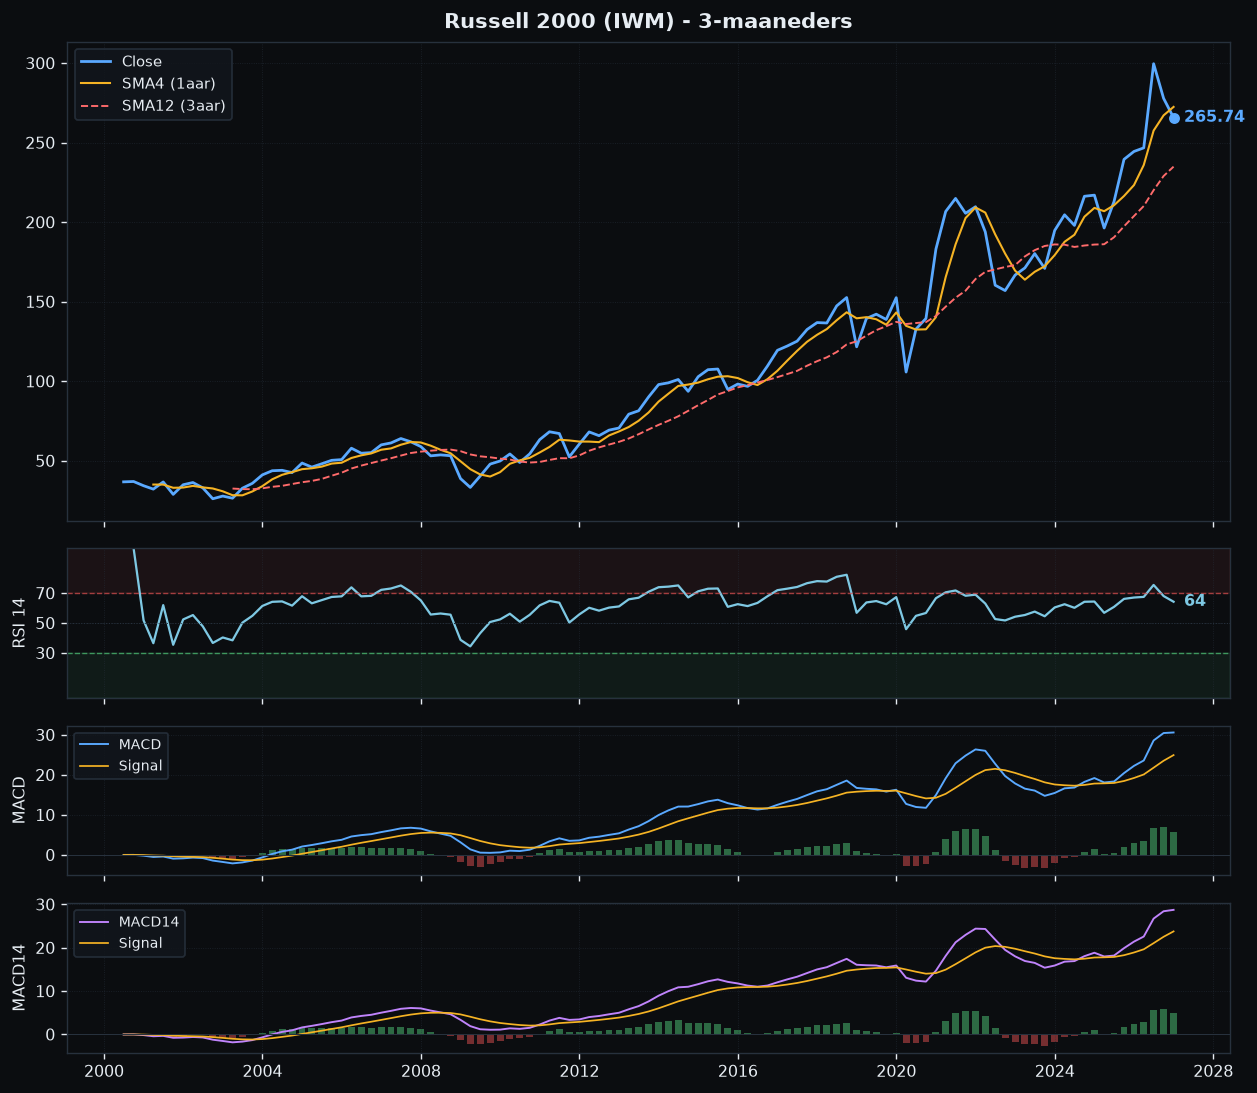 Russell 2000 (IWM) - 3-maaneders
Close
SMA4 (1aar)
SMA12 (3aar)
300
250
200
150
100
50
265.74
RSI 14
70
50
30
64
MACD
MACD
Signal
30
20
10
0
MACD14
MACD14
Signal
30
20
10
0
2000 2004 2008 2012 2016 2020 2024 2028